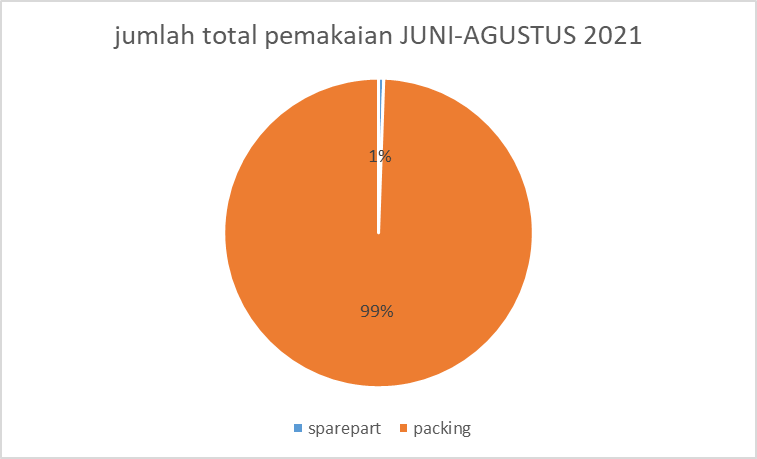 jumlah total pemakaian JUNI-AGUSTUS 2021
1%
99%
sparepart packing